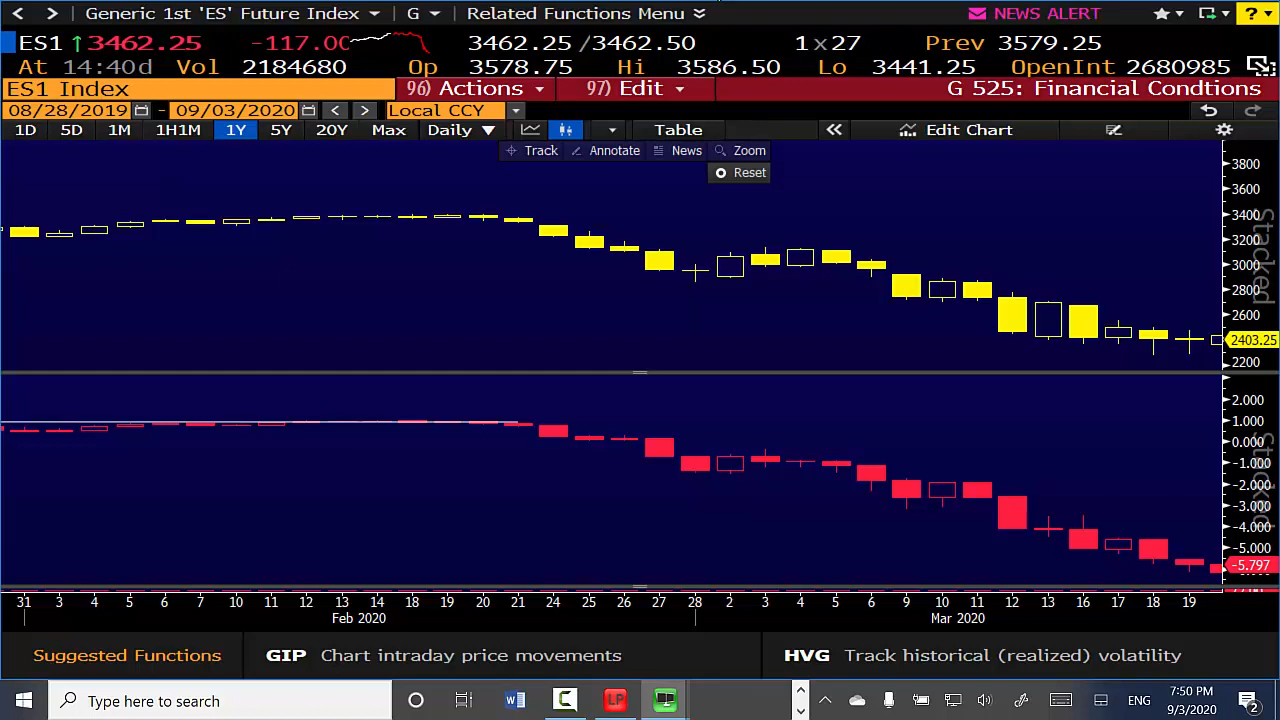 Generic 1st 'ES' Future Index G Related Functions Menu NEWS ALERT ?
ES1 ↑3462.25 -117.00 3462.25 /3462.50 1 x 27 Prev 3579.25
At 14:40d Vol 2184680 Op 3578.75 Hi 3586.50 Lo 3441.25 OpenInt 2680985
ES1 Index 96) Actions 97) Edit G 525: Financial Condtions
08/28/2019 - 09/03/2020 < > Local CCY
1D 5D 1M 1H1M 1Y 5Y 20Y Max Daily ▼ Table « Edit Chart
Track Annotate News Zoom
Reset
3800
3600
3400
3200
3000
2800
2600
2403.25
2200
Stacked
2.000
1.000
0.000
-1.000
-2.000
-3.000
-4.000
-5.000
-5.797
Stacked
31 3 4 5 6 7 10 11 12 13 14 18 19 20 21 24 25 26 27 28 2 3 4 5 6 9 10 11 12 13 16 17 18 19
Feb 2020 Mar 2020
Suggested Functions GIP Chart intraday price movements HVG Track historical (realized) volatility
Type here to search ENG 7:50 PM
9/3/2020 2